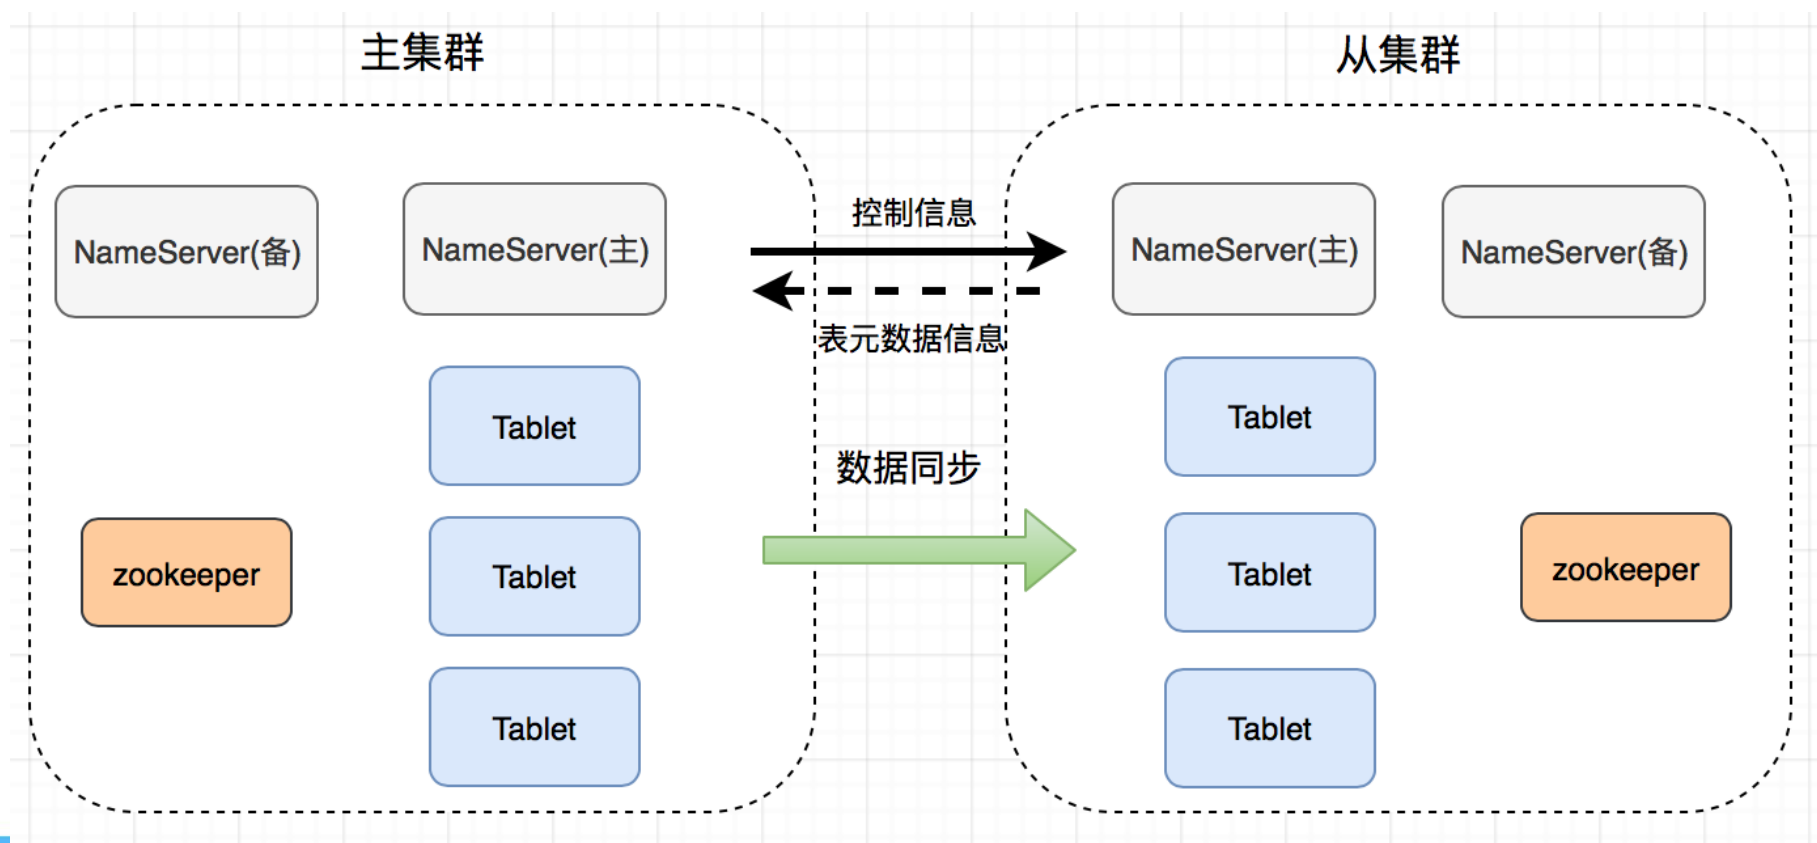 主集群
从集群
NameServer(备)
NameServer(主)
控制信息
表元数据信息
NameServer(主)
NameServer(备)
Tablet
Tablet
Tablet
zookeeper
数据同步
Tablet
Tablet
Tablet
zookeeper